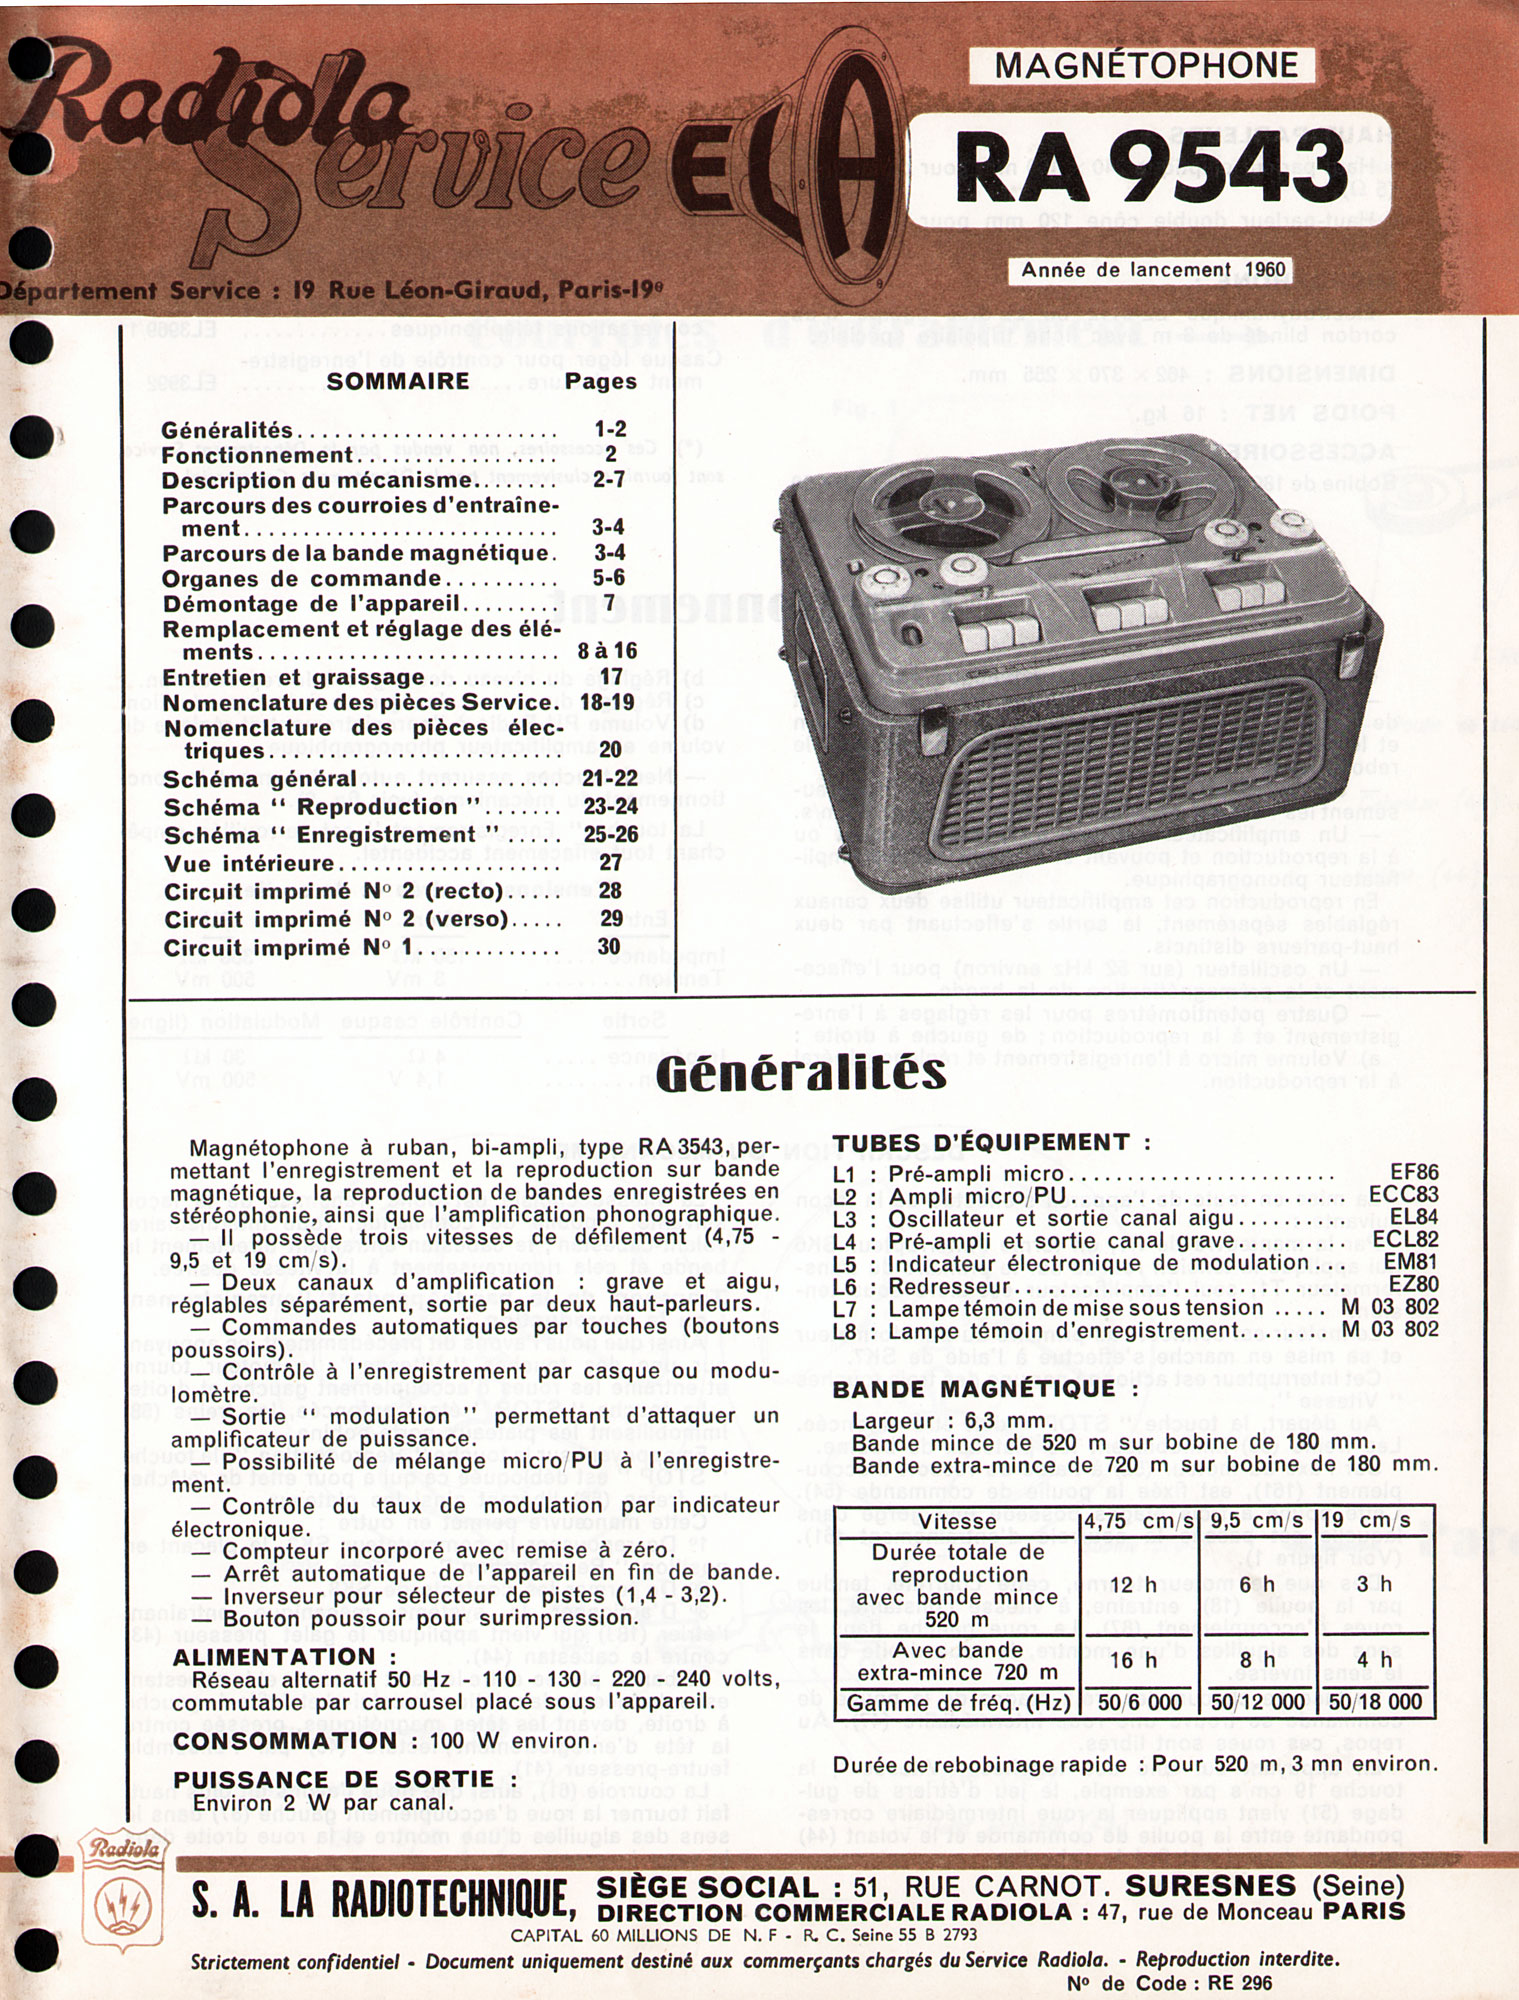 Radiola
Service ELA
MAGNÉTOPHONE
RA 9543
Année de lancement 1960
Département Service : 19 Rue Léon-Giraud, Paris-19e
SOMMAIRE Pages
Généralités....................... 1-2
Fonctionnement.................. 2
Description du mécanisme....... 2-7
Parcours des courroies d'entraîne-
ment........................... 3-4
Parcours de la bande magnétique. 3-4
Organes de commande.......... 5-6
Démontage de l'appareil......... 7
Remplacement et réglage des élé-
ments.......................... 8 à 16
Entretien et graissage........... 17
Nomenclature des pièces Service. 18-19
Nomenclature des pièces élec-
triques......................... 20
Schéma général ................. 21-22
Schéma “ Reproduction ”....... 23-24
Schéma “ Enregistrement ”..... 25-26
Vue intérieure................... 27
Circuit imprimé No 2 (recto)..... 28
Circuit imprimé No 2 (verso)..... 29
Circuit imprimé No 1............. 30
Généralités
Magnétophone à ruban, bi-ampli, type RA 3543, per-
mettant l'enregistrement et la reproduction sur bande
magnétique, la reproduction de bandes enregistrées en
stéréophonie, ainsi que l'amplification phonographique.
— Il possède trois vitesses de défilement (4,75 -
9,5 et 19 cm/s).
— Deux canaux d'amplification : grave et aigu,
réglables séparément, sortie par deux haut-parleurs.
— Commandes automatiques par touches (boutons
poussoirs).
— Contrôle à l'enregistrement par casque ou modu-
lomètre.
— Sortie “ modulation ” permettant d'attaquer un
amplificateur de puissance.
— Possibilité de mélange micro/PU à l'enregistre-
ment.
— Contrôle du taux de modulation par indicateur
électronique.
— Compteur incorporé avec remise à zéro.
— Arrêt automatique de l'appareil en fin de bande.
— Inverseur pour sélecteur de pistes (1,4 - 3,2).
— Bouton poussoir pour surimpression.
ALIMENTATION :
Réseau alternatif 50 Hz - 110 - 130 - 220 - 240 volts,
commutable par carrousel placé sous l'appareil.
CONSOMMATION : 100 W environ.
PUISSANCE DE SORTIE :
Environ 2 W par canal.
TUBES D'ÉQUIPEMENT :
L1 : Pré-ampli micro....................... EF86
L2 : Ampli micro/PU........................ ECC83
L3 : Oscillateur et sortie canal aigu......... EL84
L4 : Pré-ampli et sortie canal grave......... ECL82
L5 : Indicateur électronique de modulation... EM81
L6 : Redresseur............................ EZ80
L7 : Lampe témoin de mise sous tension ..... M 03 802
L8 : Lampe témoin d'enregistrement........ M 03 802
BANDE MAGNÉTIQUE :
Largeur : 6,3 mm.
Bande mince de 520 m sur bobine de 180 mm.
Bande extra-mince de 720 m sur bobine de 180 mm.
Vitesse 4,75 cm/s 9,5 cm/s 19 cm/s
Durée totale de
reproduction
avec bande mince 12 h 6 h 3 h
520 m
Avec bande
extra-mince 720 m 16 h 8 h 4 h
Gamme de fréq. (Hz) 50/6 000 50/12 000 50/18 000
Durée de rebobinage rapide : Pour 520 m, 3 mn environ.
Radiola
S. A. LA RADIOTECHNIQUE, SIÈGE SOCIAL : 51, RUE CARNOT. SURESNES (Seine)
DIRECTION COMMERCIALE RADIOLA : 47, rue de Monceau PARIS
CAPITAL 60 MILLIONS DE N. F - R. C. Seine 55 B 2793
Strictement confidentiel - Document uniquement destiné aux commerçants chargés du Service Radiola. - Reproduction interdite.
No de Code : RE 296